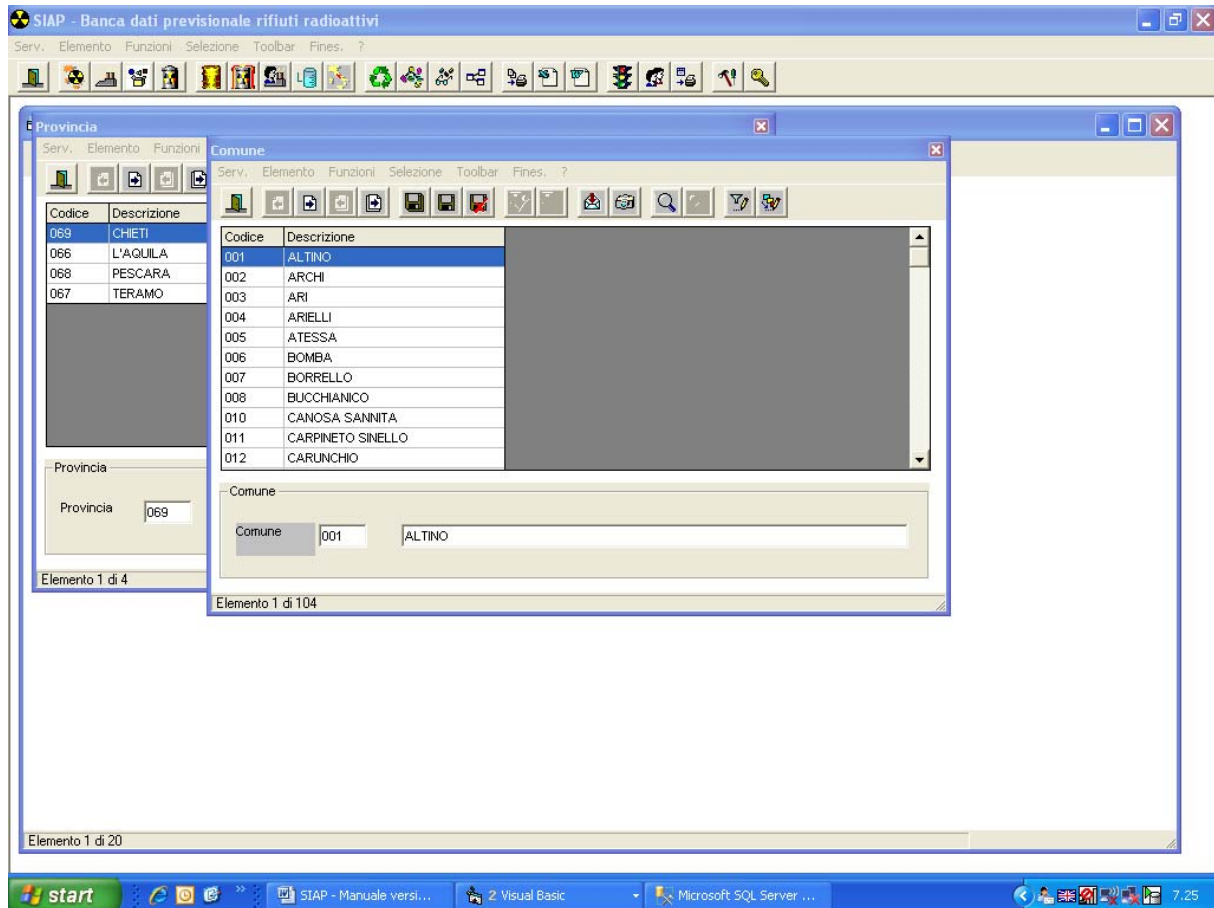 SIAP - Banca dati previsionale rifiuti radioattivi
Serv. Elemento Funzioni Selezione Toolbar Fines. ?
Provincia
Serv. Elemento Funzioni
Codice Descrizione
069 CHIETI
066 L'AQUILA
068 PESCARA
067 TERAMO
Provincia
Provincia 069
Elemento 1 di 4
Comune
Serv. Elemento Funzioni Selezione Toolbar Fines. ?
Codice Descrizione
001 ALTINO
002 ARCHI
003 ARI
004 ARIELLI
005 ATESSA
006 BOMBA
007 BORRELLO
008 BUCCHIANICO
010 CANOSA SANNITA
011 CARPINETO SINELLO
012 CARUNCHIO
Comune
Comune 001 ALTINO
Elemento 1 di 104
Elemento 1 di 20
start » SIAP - Manuale versi... 2 Visual Basic Microsoft SQL Server ... 7.25